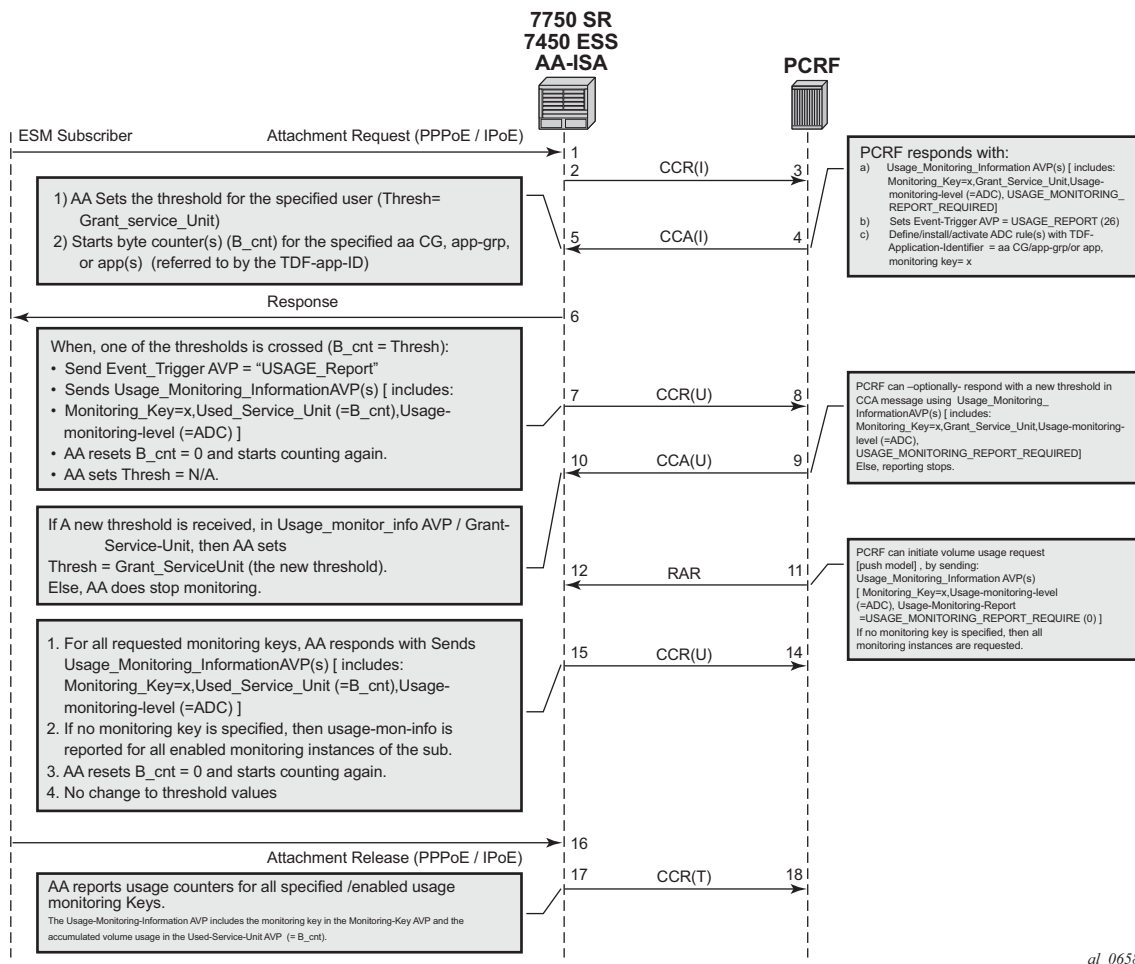 7750 SR
7450 ESS
AA-ISA
PCRF
ESM Subscriber
Attachment Request (PPPoE / IPoE)
1
2
CCR(I)
3
PCRF responds with:
a) Usage_Monitoring_Information AVP(s) [ includes:
Monitoring_Key=x,Grant_Service_Unit,Usage-
monitoring-level (=ADC), USAGE_MONITORING_
REPORT_REQUIRED]
b) Sets Event-Trigger AVP = USAGE_REPORT (26)
c) Define/install/activate ADC rule(s) with TDF-
Application-Identifier = aa CG/app-grp/or app,
monitoring key= x
1) AA Sets the threshold for the specified user (Thresh=
Grant_service_Unit)
2) Starts byte counter(s) (B_cnt) for the specified aa CG, app-grp,
or app(s) (referred to by the TDF-app-ID)
5
CCA(I)
4
Response
6
When, one of the thresholds is crossed (B_cnt = Thresh):
• Send Event_Trigger AVP = “USAGE_Report”
• Sends Usage_Monitoring_InformationAVP(s) [ includes:
• Monitoring_Key=x,Used_Service_Unit (=B_cnt),Usage-
monitoring-level (=ADC) ]
• AA resets B_cnt = 0 and starts counting again.
• AA sets Thresh = N/A.
7
CCR(U)
8
PCRF can –optionally- respond with a new threshold in
CCA message using Usage_Monitoring_
InformationAVP(s) [ includes:
Monitoring_Key=x,Grant_Service_Unit,Usage-monitoring-
level (=ADC),
USAGE_MONITORING_REPORT_REQUIRED]
Else, reporting stops.
10
CCA(U)
9
If A new threshold is received, in Usage_monitor_info AVP / Grant-
Service-Unit, then AA sets
Thresh = Grant_ServiceUnit (the new threshold).
Else, AA does stop monitoring.
12
RAR
11
PCRF can initiate volume usage request
[push model] , by sending:
Usage_Monitoring_Information AVP(s)
[ Monitoring_Key=x,Usage-monitoring-level
(=ADC), Usage-Monitoring-Report
=USAGE_MONITORING_REPORT_REQUIRE (0) ]
If no monitoring key is specified, then all
monitoring instances are requested.
1. For all requested monitoring keys, AA responds with Sends
Usage_Monitoring_InformationAVP(s) [ includes:
Monitoring_Key=x,Used_Service_Unit (=B_cnt),Usage-
monitoring-level (=ADC) ]
2. If no monitoring key is specified, then usage-mon-info is
reported for all enabled monitoring instances of the sub.
3. AA resets B_cnt = 0 and starts counting again.
4. No change to threshold values
15
CCR(U)
14
16
Attachment Release (PPPoE / IPoE)
17
CCR(T)
18
AA reports usage counters for all specified /enabled usage
monitoring Keys.
The Usage-Monitoring-Information AVP includes the monitoring key in the Monitoring-Key AVP and the
accumulated volume usage in the Used-Service-Unit AVP (= B_cnt).
al_0658